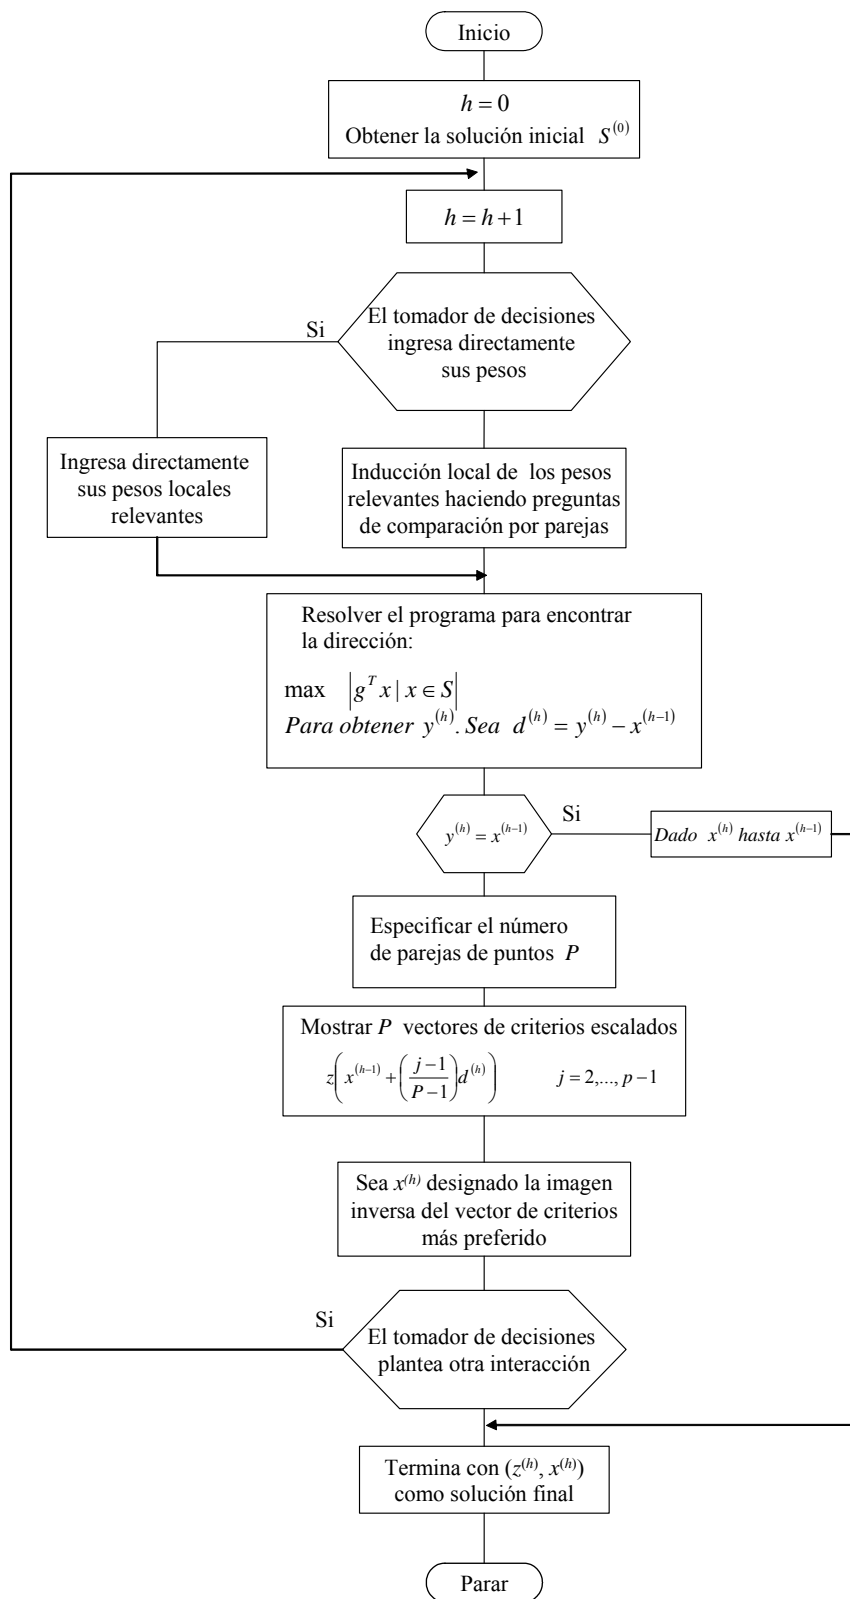 Inicio
h = 0
Obtener la solución inicial S^(0)
h = h + 1
El tomador de decisiones
ingresa directamente
sus pesos
Si
Ingresa directamente
sus pesos locales
relevantes
Inducción local de los pesos
relevantes haciendo preguntas
de comparación por parejas
Resolver el programa para encontrar
la dirección:
max |g^T x | x ∈ S|
Para obtener y^(h). Sea d^(h) = y^(h) − x^(h−1)
y^(h) = x^(h−1)
Si
Dado x^(h) hasta x^(h−1)
Especificar el número
de parejas de puntos P
Mostrar P vectores de criterios escalados
z(x^(h−1) + ((j−1)/(P−1)) d^(h)) j = 2,..., p −1
Sea x^(h) designado la imagen
inversa del vector de criterios
más preferido
Si
El tomador de decisiones
plantea otra interacción
Termina con (z^(h), x^(h))
como solución final
Parar